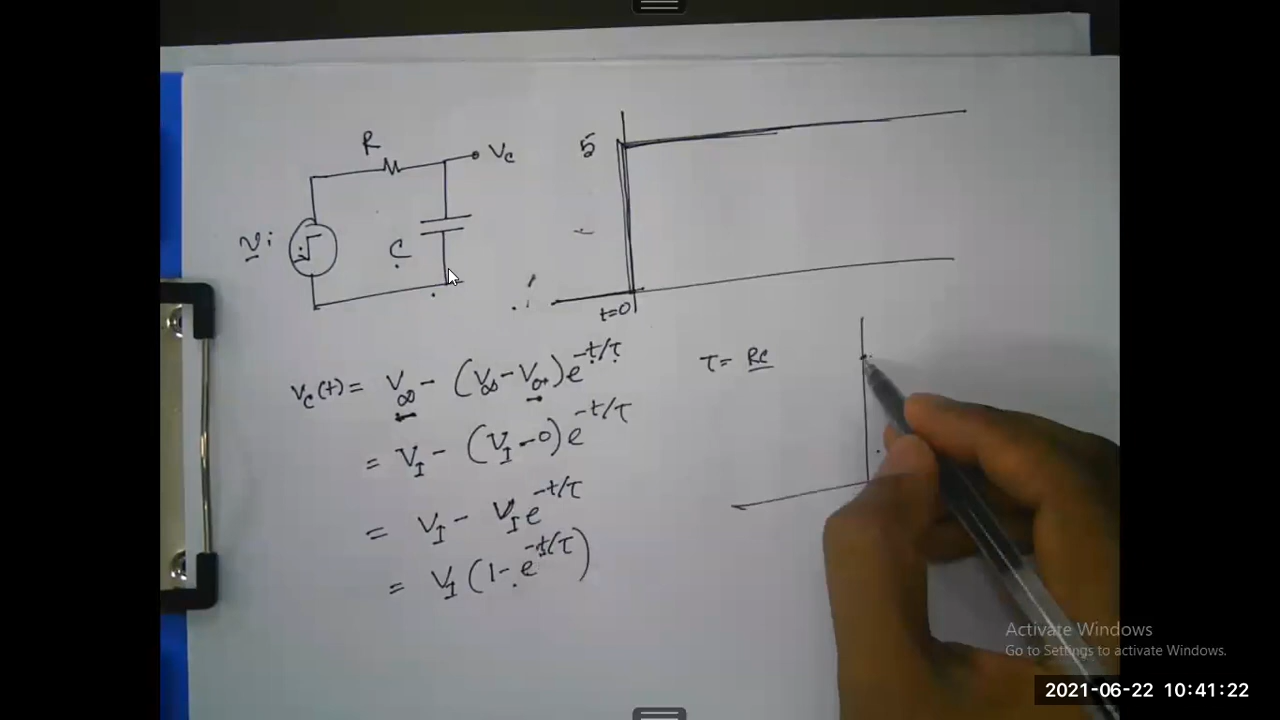 R
Vc
vi
C
5
t=0
τ = RC
vc(t) = V∞ - (V∞ - V0+) e^-t/τ
= VI - (VI - 0) e^-t/τ
= VI - VI e^-t/τ
= VI (1 - e^-t/τ)
Activate Windows
Go to Settings to activate Windows.
2021-06-22 10:41:22